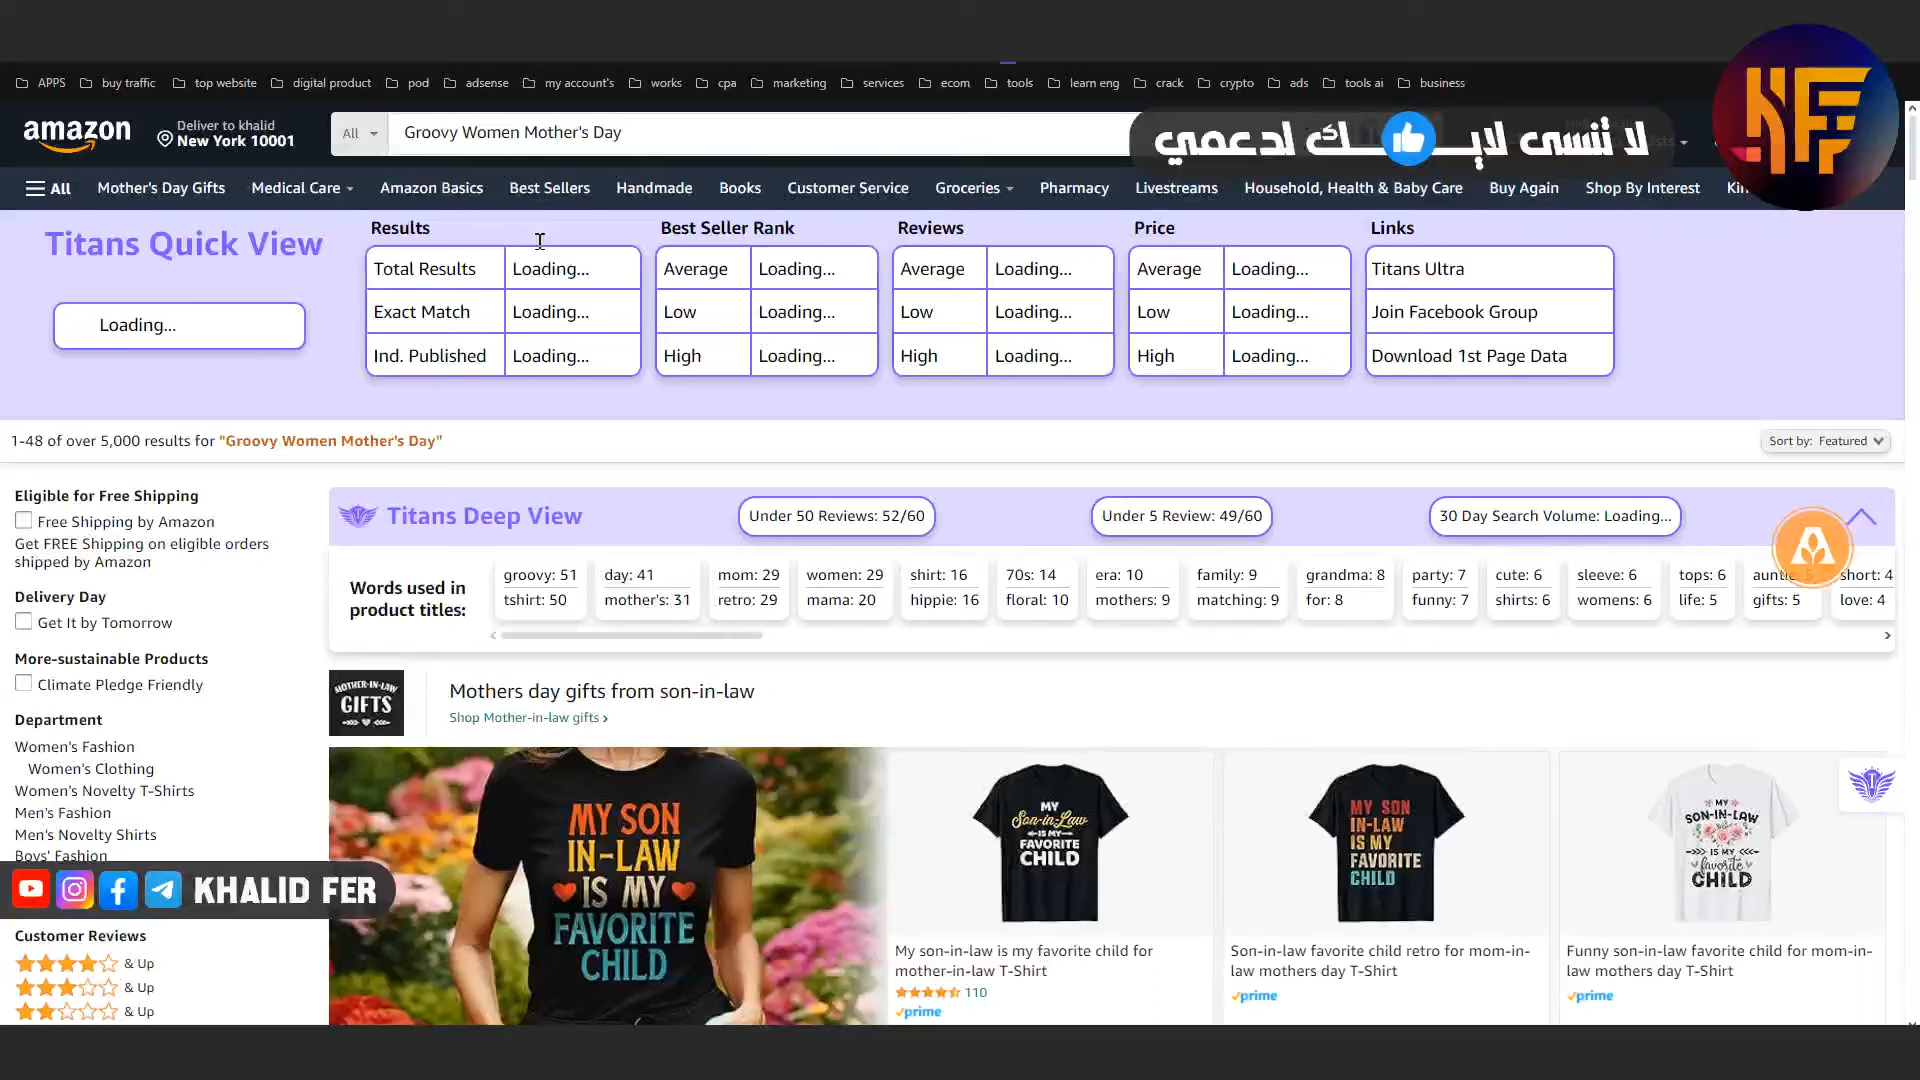 APPS buy traffic top website digital product pod adsense my account's works cpa marketing services ecom tools learn eng crack crypto ads tools ai business
amazon
Deliver to khalid
New York 10001
All
Groovy Women Mother's Day
لا تنسى لايـــك ادعمي
All Mother's Day Gifts Medical Care Amazon Basics Best Sellers Handmade Books Customer Service Groceries Pharmacy Livestreams Household, Health & Baby Care Buy Again Shop By Interest
Titans Quick View
Loading...
Results
Total Results Loading...
Exact Match Loading...
Ind. Published Loading...
Best Seller Rank
Average Loading...
Low Loading...
High Loading...
Reviews
Average Loading...
Low Loading...
High Loading...
Price
Average Loading...
Low Loading...
High Loading...
Links
Titans Ultra
Join Facebook Group
Download 1st Page Data
1-48 of over 5,000 results for "Groovy Women Mother's Day"
Sort by: Featured
Eligible for Free Shipping
Free Shipping by Amazon
Get FREE Shipping on eligible orders
shipped by Amazon
Delivery Day
Get It by Tomorrow
More-sustainable Products
Climate Pledge Friendly
Department
Women's Fashion
Women's Clothing
Women's Novelty T-Shirts
Men's Fashion
Men's Novelty Shirts
Boys' Fashion
KHALID FER
Customer Reviews
& Up
& Up
& Up
Titans Deep View
Under 50 Reviews: 52/60
Under 5 Review: 49/60
30 Day Search Volume: Loading...
Words used in
product titles:
groovy: 51 day: 41 mom: 29 women: 29 shirt: 16 70s: 14 era: 10 family: 9 grandma: 8 party: 7 cute: 6 sleeve: 6 tops: 6 auntie: 5 short: 4
tshirt: 50 mother's: 31 retro: 29 mama: 20 hippie: 16 floral: 10 mothers: 9 matching: 9 for: 8 funny: 7 shirts: 6 womens: 6 life: 5 gifts: 5 love: 4
MOTHER-IN-LAW
GIFTS
Mothers day gifts from son-in-law
Shop Mother-in-law gifts ›
MY SON
IN-LAW
IS MY
FAVORITE
CHILD
MY
Son-in-Law
IS MY
FAVORITE
CHILD
My son-in-law is my favorite child for
mother-in-law T-Shirt
110
prime
MY SON
IN-LAW
IS MY
FAVORITE
CHILD
Son-in-law favorite child retro for mom-in-
law mothers day T-Shirt
prime
MY
SON-IN-LAW
IS MY
favorite
CHILD
Funny son-in-law favorite child for mom-in-
law mothers day T-Shirt
prime